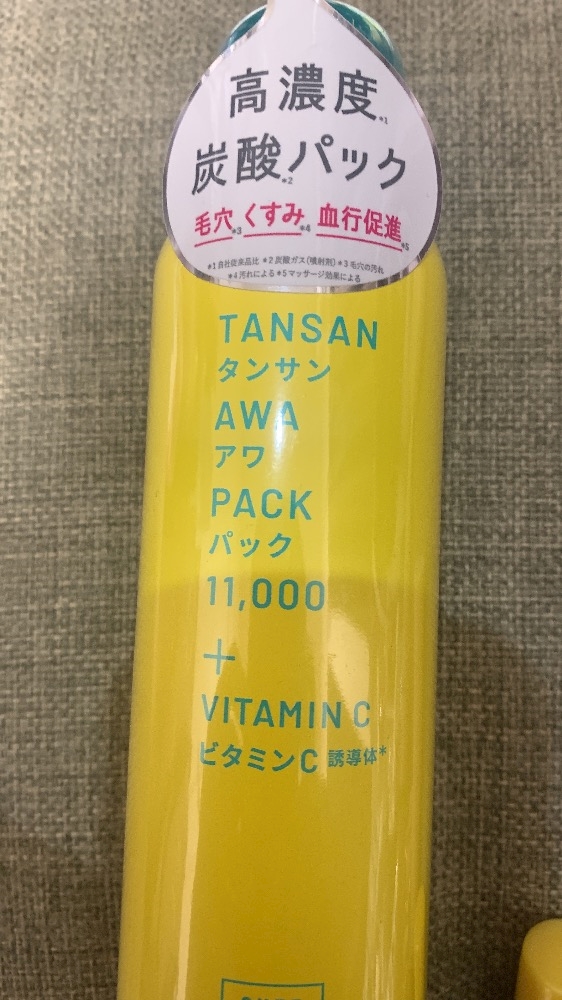 高濃度*1
炭酸パック*2
毛穴*3 くすみ*4 血行促進*5
*1 自社従来品比 *2 炭酸ガス(噴射剤) *3 毛穴の汚れ
*4 汚れによる *5 マッサージ効果による
TANSAN
タンサン
AWA
アワ
PACK
パック
11,000
+
VITAMIN C
ビタミンC 誘導体*